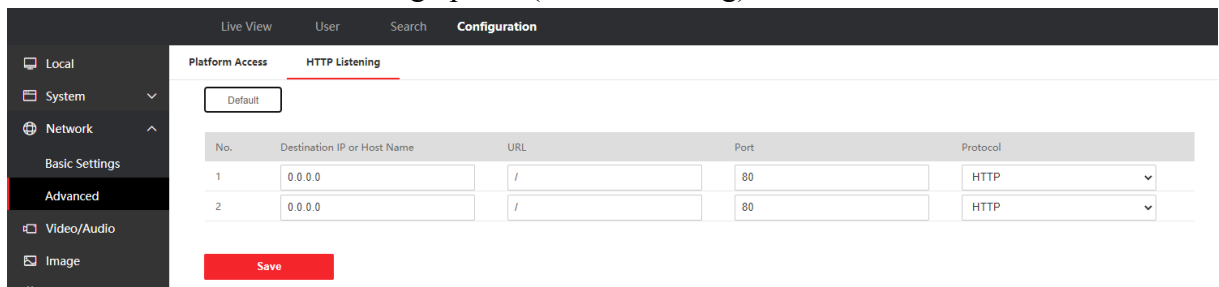 Live View User Search Configuration
Local
Platform Access HTTP Listening
System
Default
Network
No. Destination IP or Host Name URL Port Protocol
Basic Settings
1 0.0.0.0 / 80 HTTP
Advanced
2 0.0.0.0 / 80 HTTP
Video/Audio
Image
Save